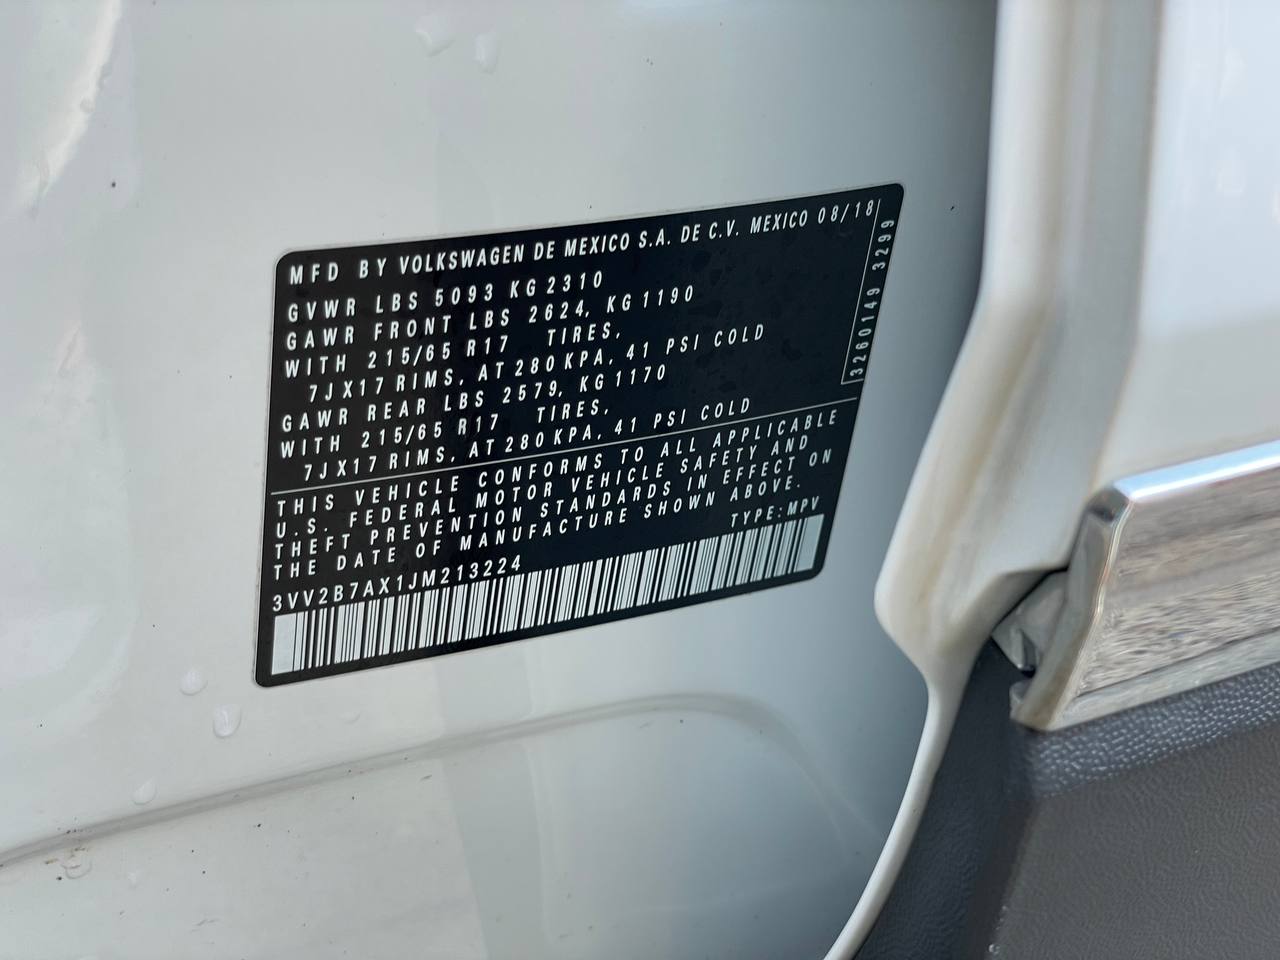 MFD BY VOLKSWAGEN DE MEXICO S.A. DE C.V. MEXICO 08/18
GVWR LBS 5093 KG 2310
GAWR FRONT LBS 2624, KG 1190
WITH 215/65 R17 TIRES,
7JX17 RIMS, AT 280 KPA, 41 PSI COLD
GAWR REAR LBS 2579, KG 1170
WITH 215/65 R17 TIRES,
7JX17 RIMS, AT 280 KPA, 41 PSI COLD
3260149 3299
THIS VEHICLE CONFORMS TO ALL APPLICABLE
U.S. FEDERAL MOTOR VEHICLE SAFETY AND
THEFT PREVENTION STANDARDS IN EFFECT ON
THE DATE OF MANUFACTURE SHOWN ABOVE.
3VV2B7AX1JM213224 TYPE: MPV